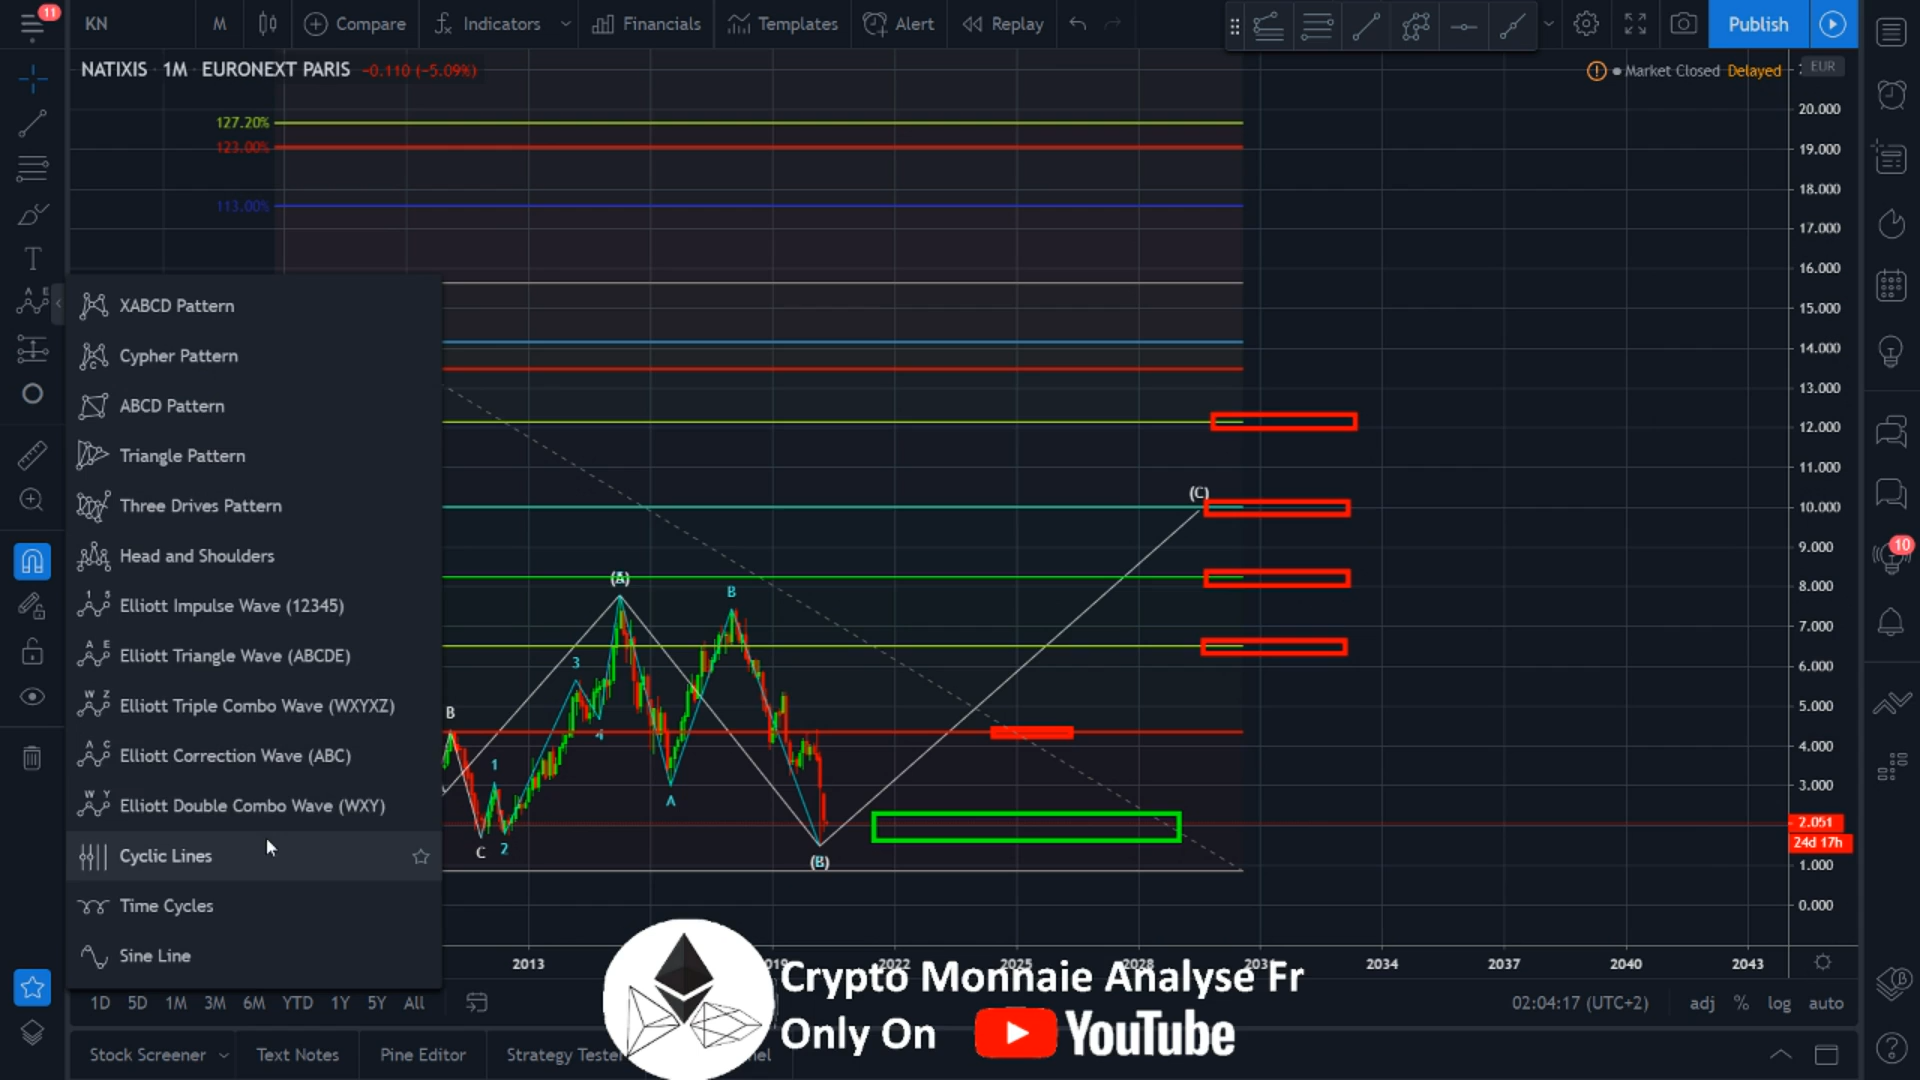 11
KN
M
Compare
Indicators
Financials
Templates
Alert
Replay
Publish
NATIXIS 1M EURONEXT PARIS -0.110 (-5.09%)
Market Closed Delayed
EUR
127.20%
123.00%
113.00%
20.000
19.000
18.000
17.000
16.000
15.000
14.000
13.000
12.000
11.000
10.000
9.000
8.000
7.000
6.000
5.000
4.000
3.000
2.051
24d 17h
1.000
0.000
XABCD Pattern
Cypher Pattern
ABCD Pattern
Triangle Pattern
Three Drives Pattern
Head and Shoulders
Elliott Impulse Wave (12345)
Elliott Triangle Wave (ABCDE)
Elliott Triple Combo Wave (WXYXZ)
Elliott Correction Wave (ABC)
Elliott Double Combo Wave (WXY)
Cyclic Lines
Time Cycles
Sine Line
(C)
B
3
B
4
1
A
C
2
(B)
10
2013
2022
2025
2028
2031
2034
2037
2040
2043
1D 5D 1M 3M 6M YTD 1Y 5Y All
02:04:17 (UTC+2)
adj % log auto
Crypto Monnaie Analyse Fr
Only On YouTube
Stock Screener
Text Notes
Pine Editor